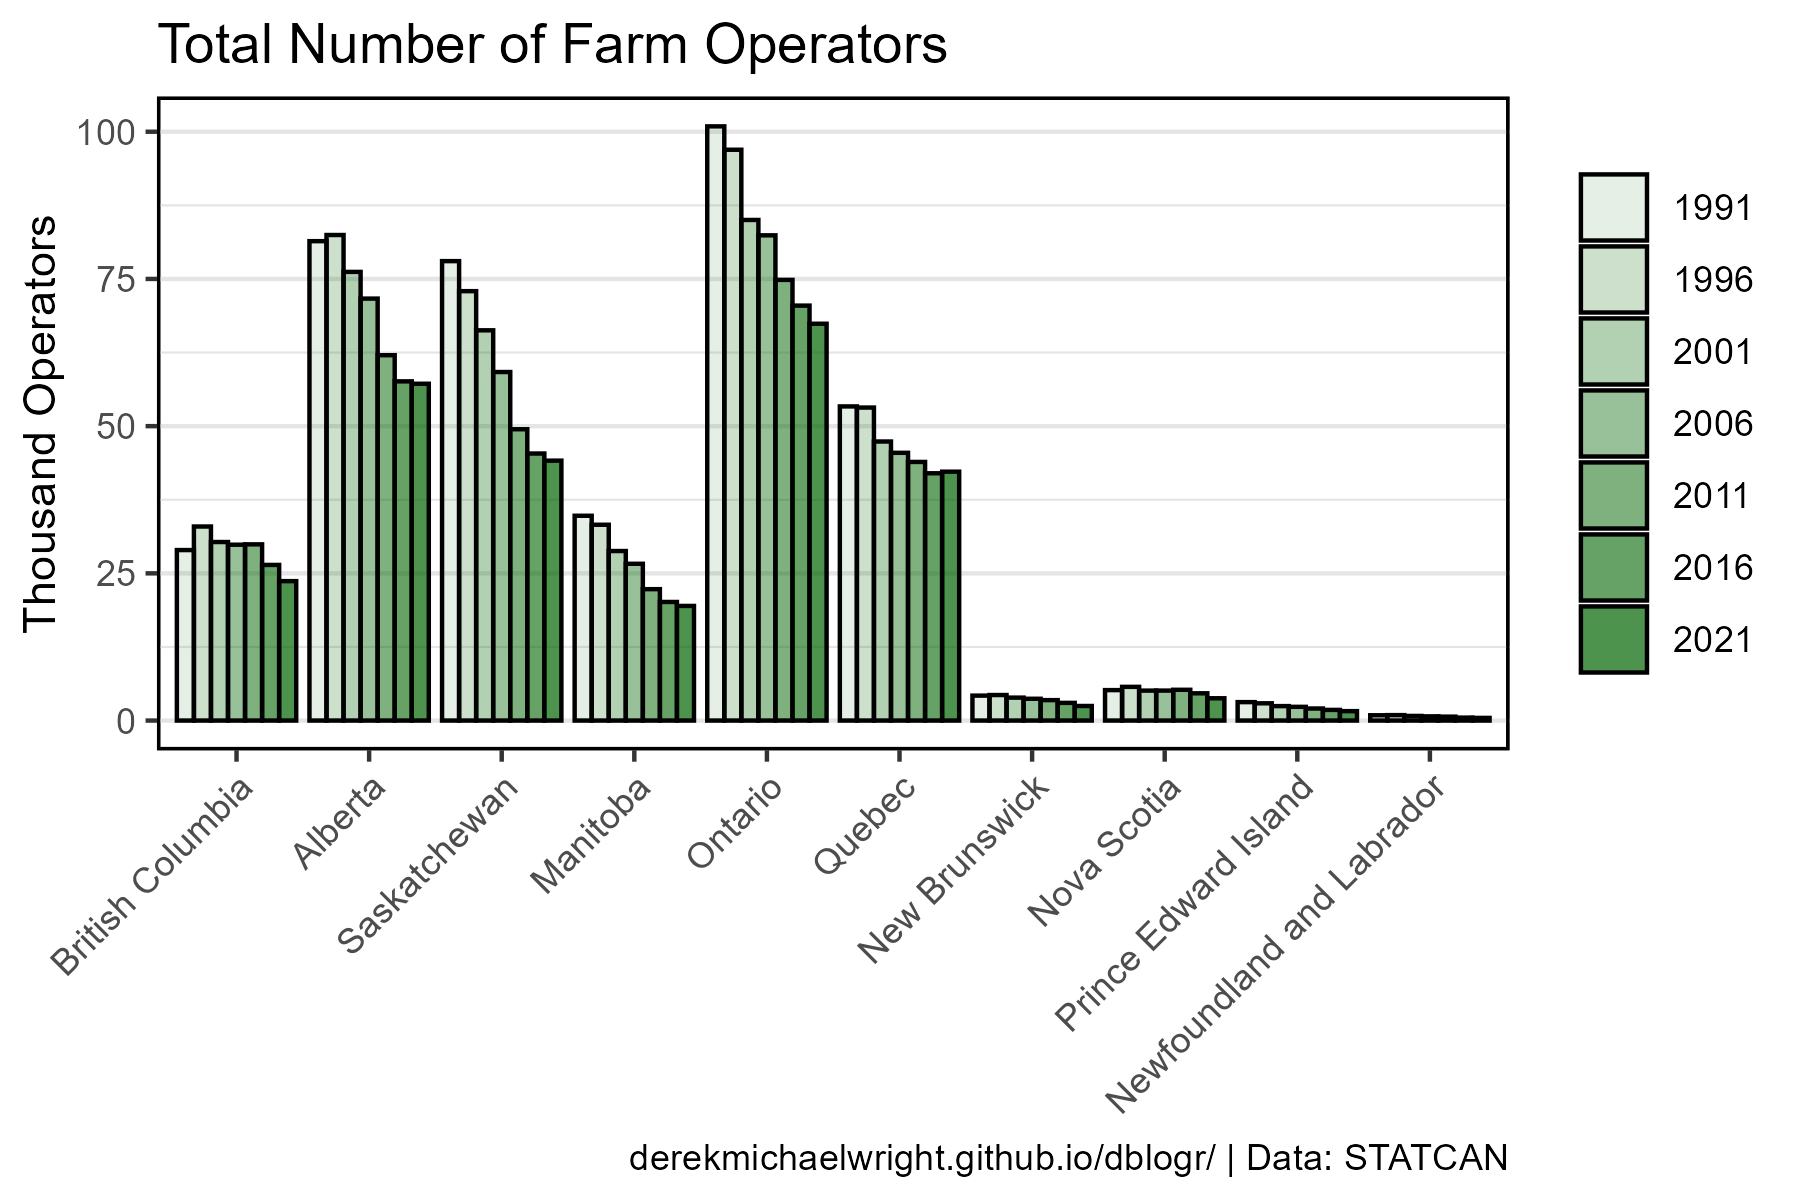 Total Number of Farm Operators
Thousand Operators
100
75
50
25
0
British Columbia
Alberta
Saskatchewan
Manitoba
Ontario
Quebec
New Brunswick
Nova Scotia
Prince Edward Island
Newfoundland and Labrador
1991
1996
2001
2006
2011
2016
2021
derekmichaelwright.github.io/dblogr/ | Data: STATCAN